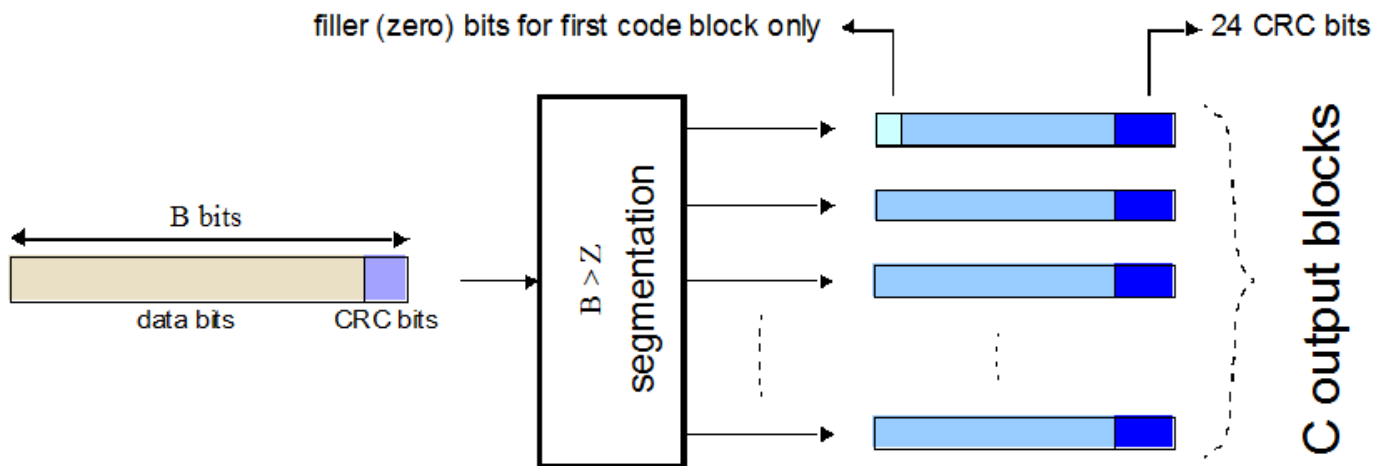 filler (zero) bits for first code block only
24 CRC bits
B bits
data bits
CRC bits
B > Z
segmentation
C output blocks